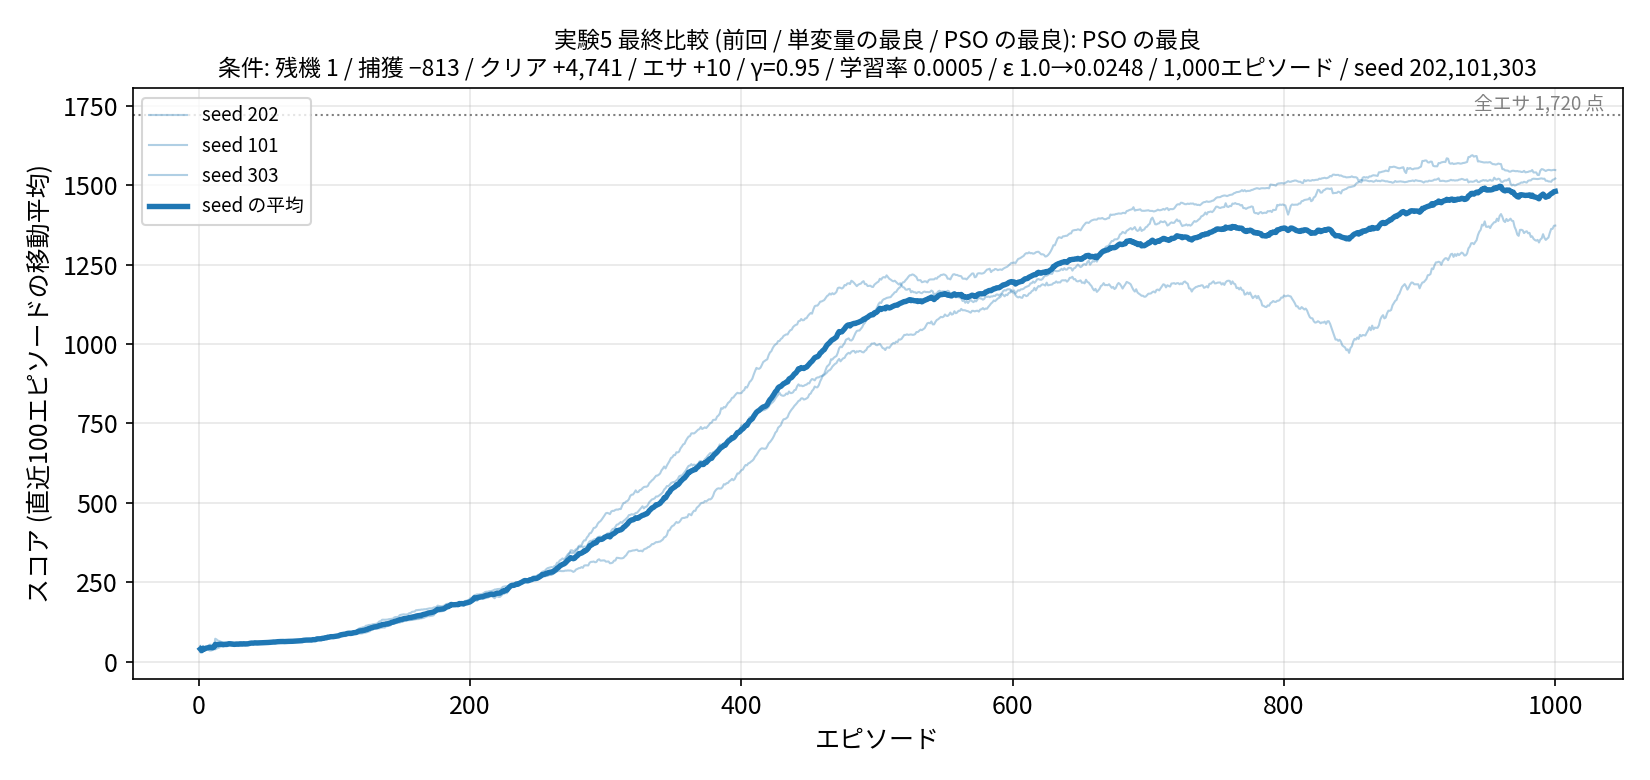 実験5 最終比較 (前回 / 単変量の最良 / PSO の最良): PSO の最良
条件: 残機 1 / 捕獲 −813 / クリア +4,741 / エサ +10 / γ=0.95 / 学習率 0.0005 / ε 1.0→0.0248 / 1,000エピソード / seed 202,101,303
全エサ 1,720 点
seed 202
seed 101
seed 303
seed の平均
スコア (直近100エピソードの移動平均)
1750
1500
1250
1000
750
500
250
0
0
200
400
600
800
1000
エピソード